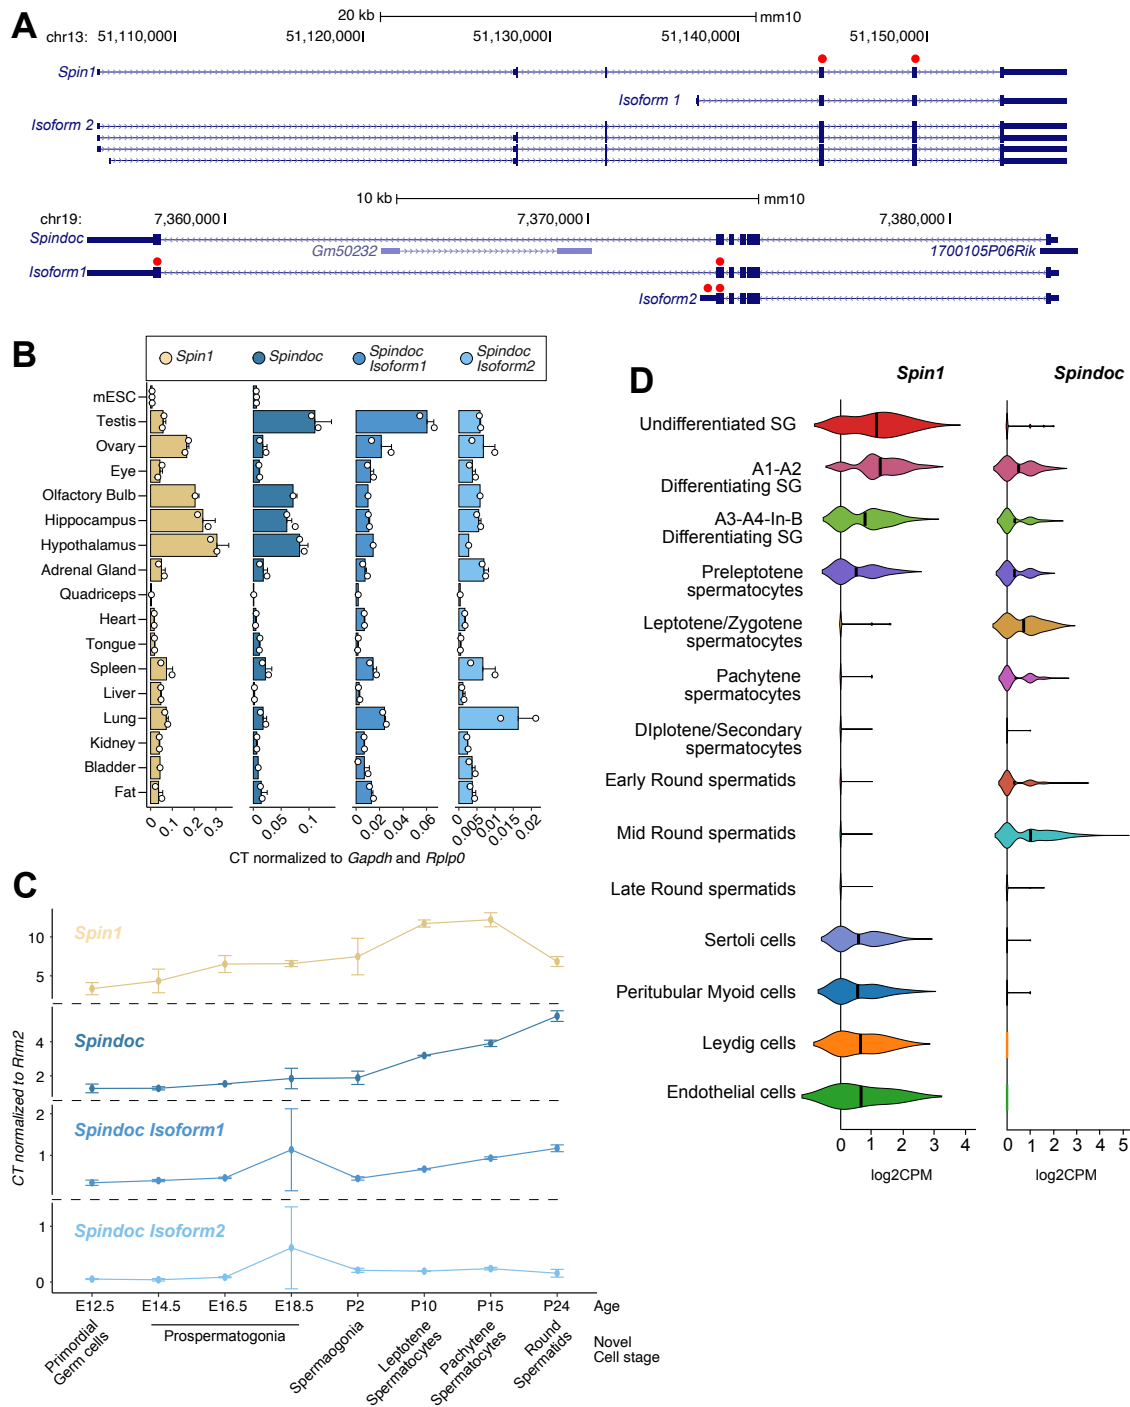 A
20 kb
mm10
chr13:
51,110,000
51,120,000
51,130,000
51,140,000
51,150,000
Spin1
Isoform 1
Isoform 2
10 kb
mm10
chr19:
7,360,000
7,370,000
7,380,000
Spindoc
Gm50232
1700105P06Rik
Isoform1
Isoform2
B
Spin1
Spindoc
Spindoc
Isoform1
Spindoc
Isoform2
mESC
Testis
Ovary
Eye
Olfactory Bulb
Hippocampus
Hypothalamus
Adrenal Gland
Quadriceps
Heart
Tongue
Spleen
Liver
Lung
Kidney
Bladder
Fat
0 0.1 0.2 0.3
0 0.05 0.1
0 0.02 0.04 0.06
0 0.005 0.01 0.015 0.02
CT normalized to Gapdh and Rplp0
C
CT normalized to Rrm2
Spin1
10
5
Spindoc
4
2
Spindoc Isoform1
2
1
Spindoc Isoform2
1
0
E12.5 E14.5 E16.5 E18.5 P2 P10 P15 P24 Age
Primordial
Germ cells
Prospermatogonia
Spermaogonia
Leptotene
Spermatocytes
Pachytene
Spermatocytes
Round
Spermatids
Novel
Cell stage
D
Spin1
Spindoc
Undifferentiated SG
A1-A2
Differentiating SG
A3-A4-In-B
Differentiating SG
Preleptotene
spermatocytes
Leptotene/Zygotene
spermatocytes
Pachytene
spermatocytes
DIplotene/Secondary
spermatocytes
Early Round spermatids
Mid Round spermatids
Late Round spermatids
Sertoli cells
Peritubular Myoid cells
Leydig cells
Endothelial cells
0 1 2 3 4
log2CPM
0 1 2 3 4 5
log2CPM